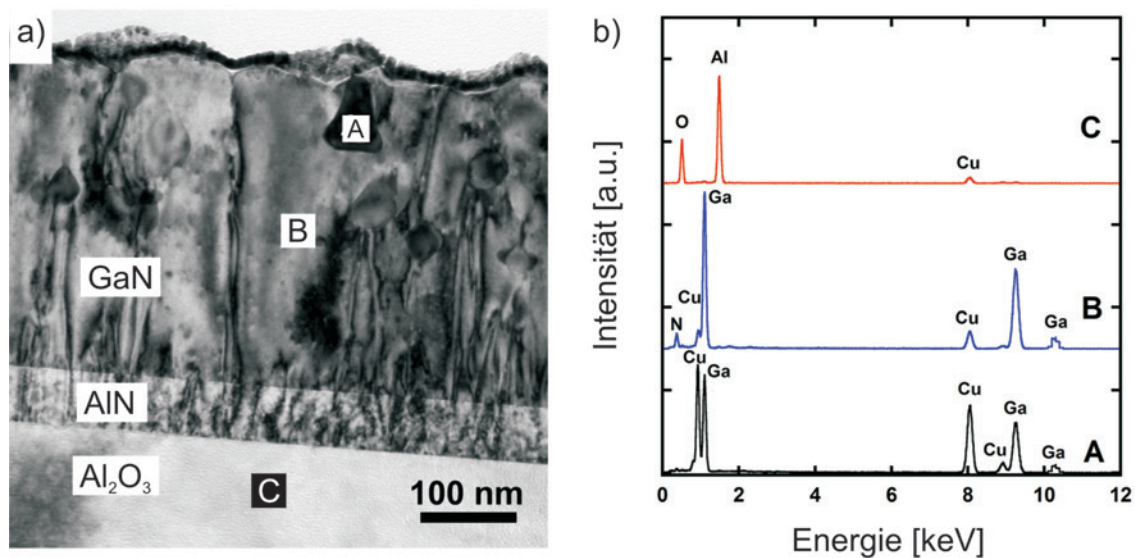 a)
A
B
GaN
AlN
Al2O3
C
100 nm
b)
Intensität [a.u.]
O
Al
Cu
C
Ga
Cu
N
Cu
Ga
Ga
B
Cu
Ga
Cu
Cu
Ga
Ga
A
0 2 4 6 8 10 12
Energie [keV]